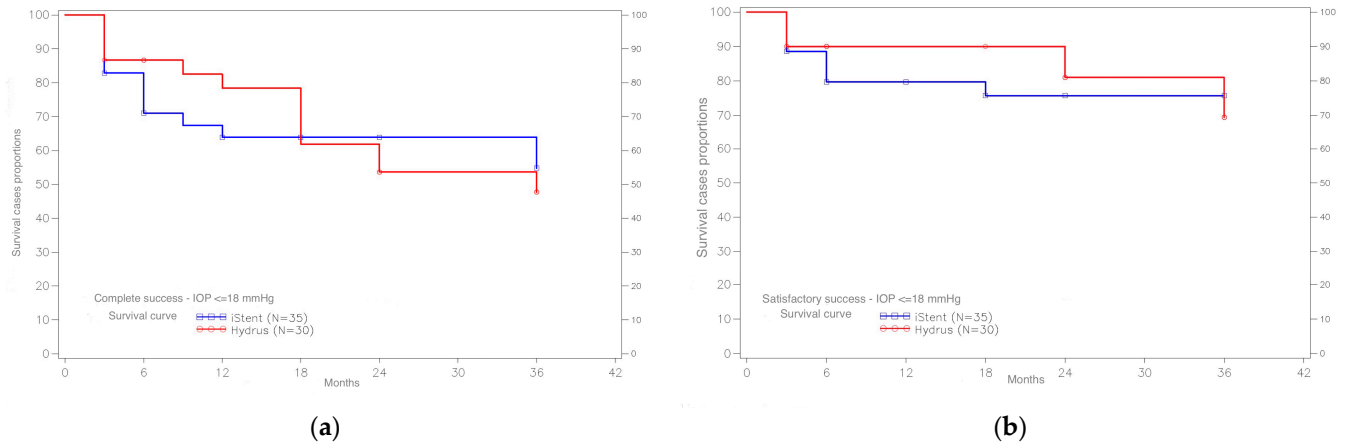 100
90
80
70
60
50
40
30
20
10
0
Survival cases proportions
100
90
80
70
60
50
40
30
20
10
0
Complete success - IOP <=18 mmHg
Survival curve
iStent (N=35)
Hydrus (N=30)
0 6 12 18 24 30 36 42
Months
(a)
100
90
80
70
60
50
40
30
20
10
0
Survival cases proportions
100
90
80
70
60
50
40
30
20
10
0
Satisfactory success - IOP <=18 mmHg
Survival curve
iStent (N=35)
Hydrus (N=30)
0 6 12 18 24 30 36 42
Months
(b)